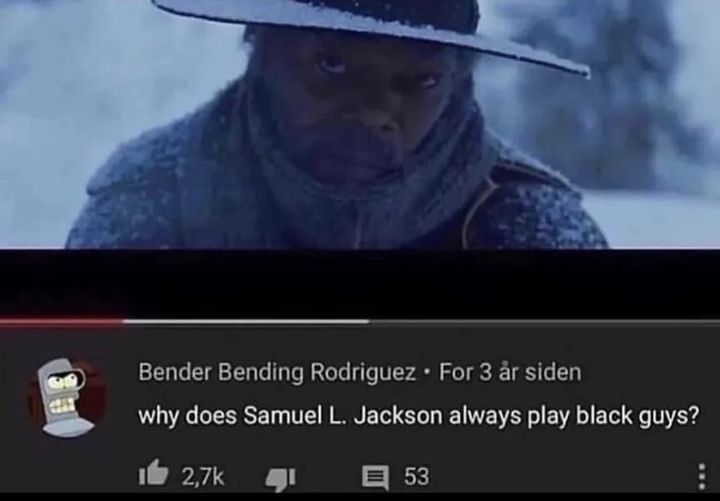 Bender Bending Rodriguez • For 3 år siden
why does Samuel L. Jackson always play black guys?
2,7k 53